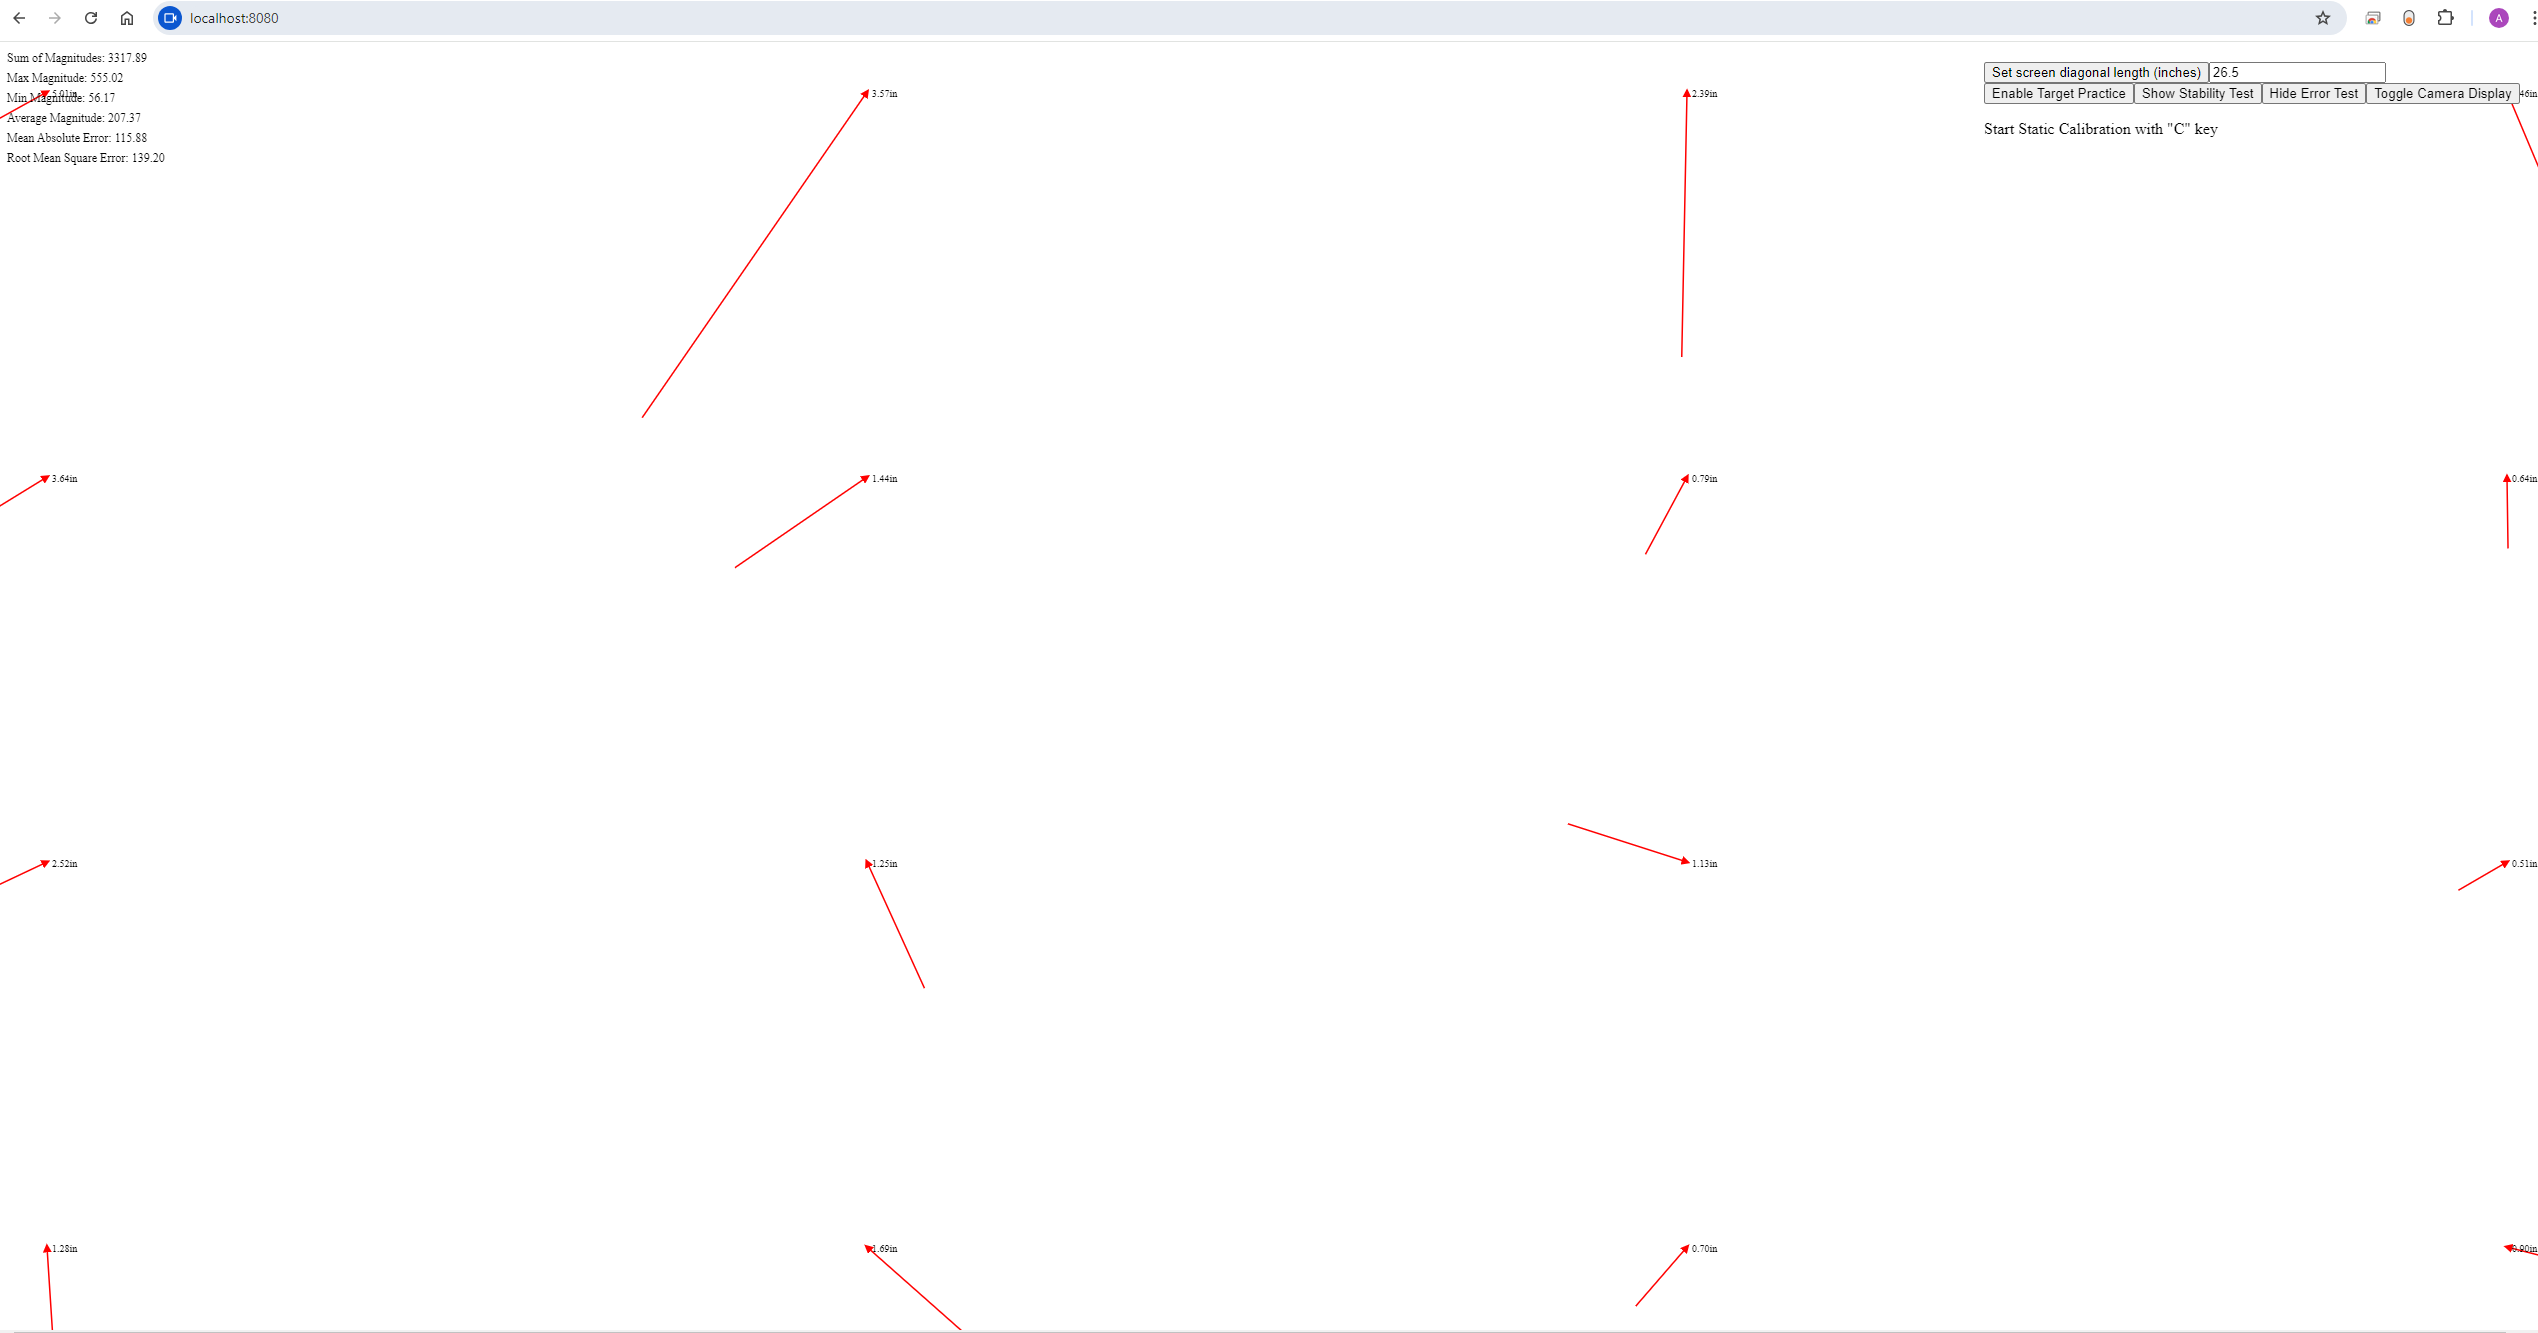 localhost:8080
A
Sum of Magnitudes: 3317.89
Max Magnitude: 555.02
Min Magnitude: 56.17
Average Magnitude: 207.37
Mean Absolute Error: 115.88
Root Mean Square Error: 139.20
Set screen diagonal length (inches) 26.5
Enable Target Practice Show Stability Test Hide Error Test Toggle Camera Display
Start Static Calibration with "C" key
5.01in 3.57in 2.39in 46in
3.64in 1.44in 0.79in 0.64in
2.52in 1.25in 1.13in 0.51in
1.28in 1.69in 0.70in 0.90in